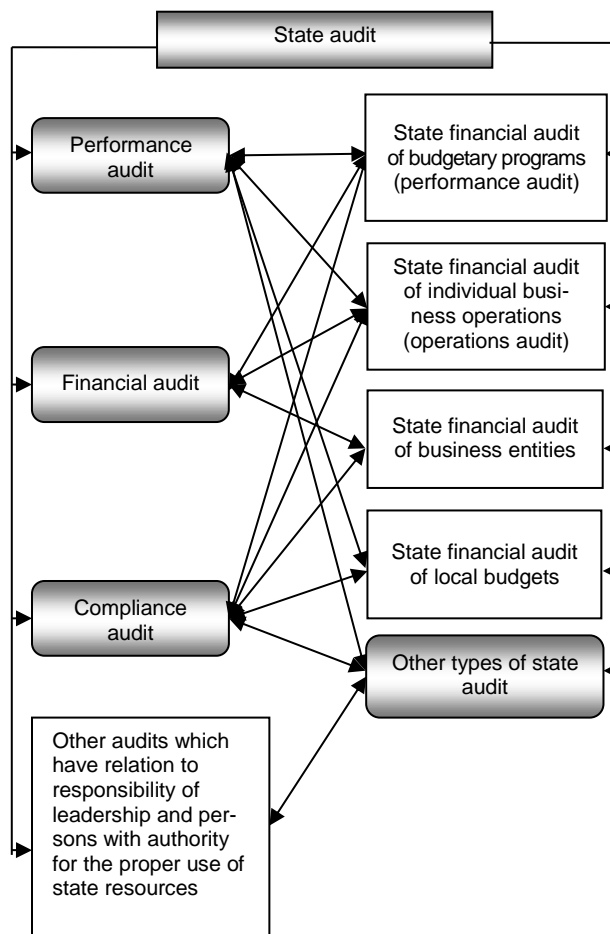 State audit
Performance
audit
State financial audit
of budgetary programs
(performance audit)
State financial audit
of individual busi-
ness operations
(operations audit)
Financial audit
State financial audit
of business entities
State financial audit
of local budgets
Compliance
audit
Other types of state
audit
Other audits which
have relation to
responsibility of
leadership and per-
sons with authority
for the proper use of
state resources